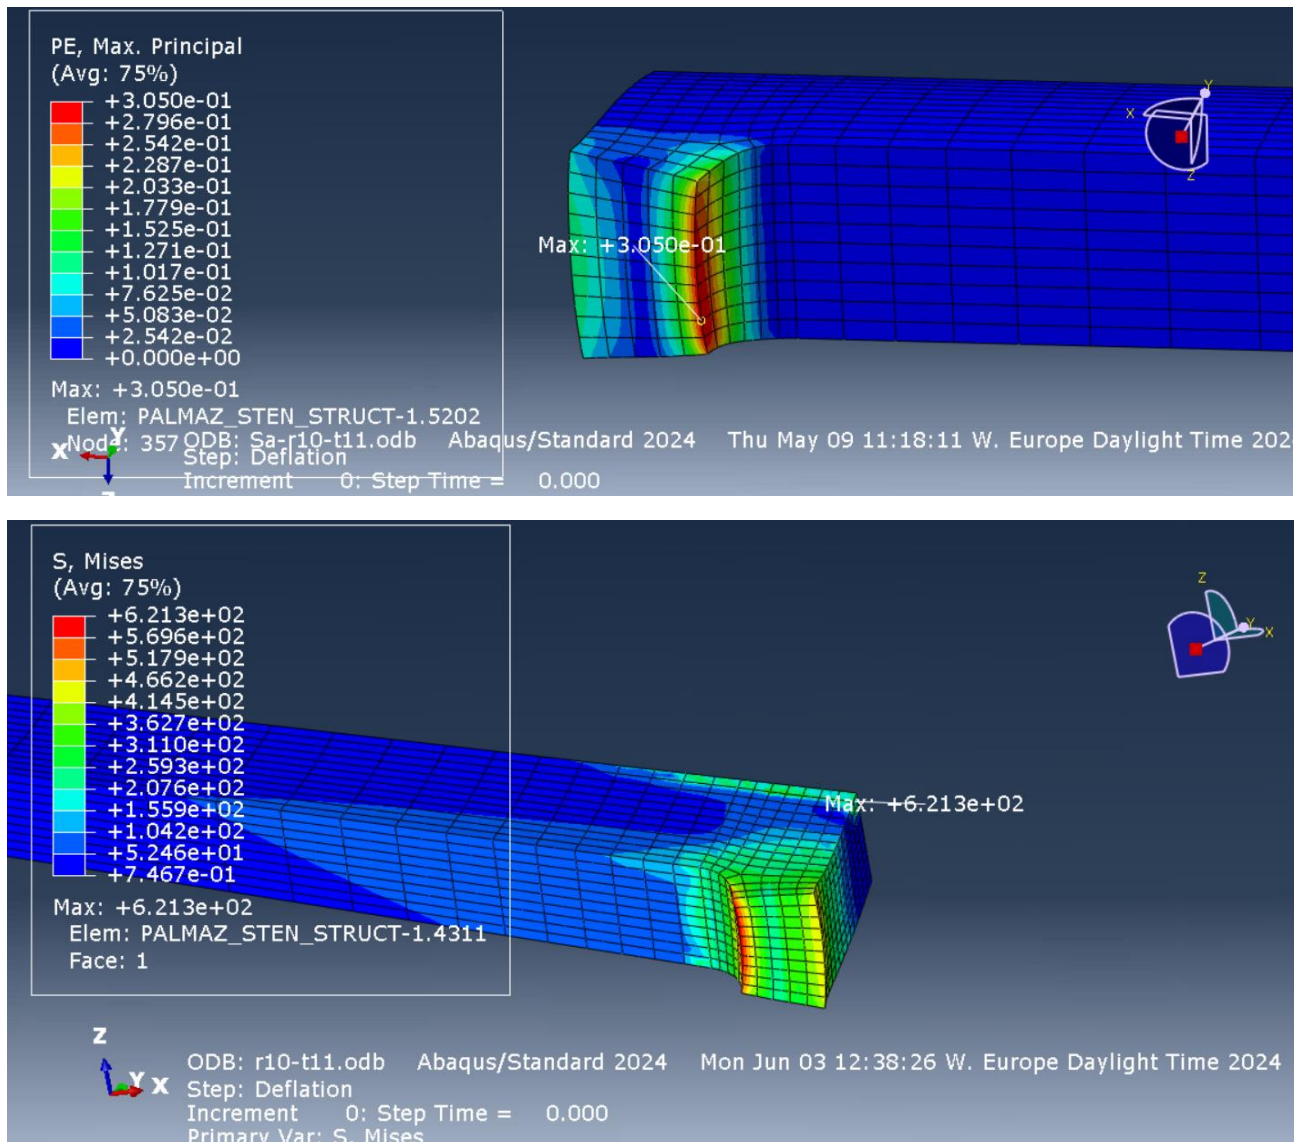 PE, Max. Principal
(Avg: 75%)
+3.050e-01
+2.796e-01
+2.542e-01
+2.287e-01
+2.033e-01
+1.779e-01
+1.525e-01
+1.271e-01
+1.017e-01
+7.625e-02
+5.083e-02
+2.542e-02
+0.000e+00
Max: +3.050e-01
Elem: PALMAZ_STEN_STRUCT-1.5202
Node: 357
ODB: Sa-r10-t11.odb Abaqus/Standard 2024 Thu May 09 11:18:11 W. Europe Daylight Time 202
Step: Deflation
Increment 0: Step Time = 0.000
X Y
Max: +3.050e-01
Y
X
Z
S, Mises
(Avg: 75%)
+6.213e+02
+5.696e+02
+5.179e+02
+4.662e+02
+4.145e+02
+3.627e+02
+3.110e+02
+2.593e+02
+2.076e+02
+1.559e+02
+1.042e+02
+5.246e+01
+7.467e-01
Max: +6.213e+02
Elem: PALMAZ_STEN_STRUCT-1.4311
Face: 1
Z
Y X
Max: +6.213e+02
Z
Y X
ODB: r10-t11.odb Abaqus/Standard 2024 Mon Jun 03 12:38:26 W. Europe Daylight Time 2024
Step: Deflation
Increment 0: Step Time = 0.000
Primary Var: S, Mises